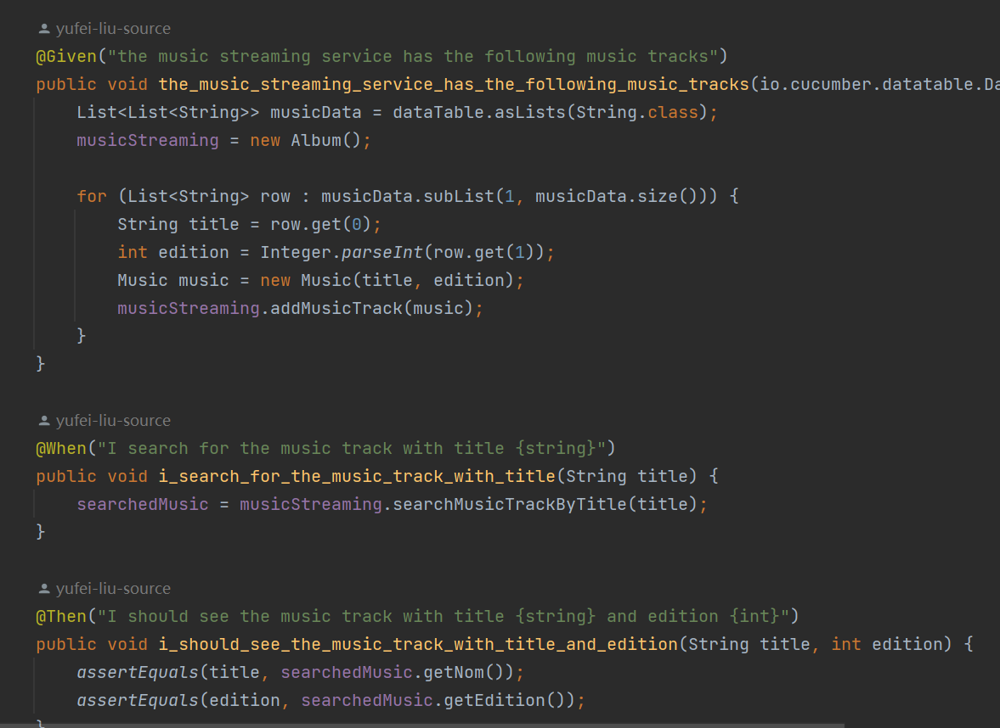 yufei-liu-source
@Given("the music streaming service has the following music tracks")
public void the_music_streaming_service_has_the_following_music_tracks(io.cucumber.datatable.Da
List<List<String>> musicData = dataTable.asLists(String.class);
musicStreaming = new Album();
for (List<String> row : musicData.subList(1, musicData.size())) {
String title = row.get(0);
int edition = Integer.parseInt(row.get(1));
Music music = new Music(title, edition);
musicStreaming.addMusicTrack(music);
}
}
yufei-liu-source
@When("I search for the music track with title {string}")
public void i_search_for_the_music_track_with_title(String title) {
searchedMusic = musicStreaming.searchMusicTrackByTitle(title);
}
yufei-liu-source
@Then("I should see the music track with title {string} and edition {int}")
public void i_should_see_the_music_track_with_title_and_edition(String title, int edition) {
assertEquals(title, searchedMusic.getNom());
assertEquals(edition, searchedMusic.getEdition());
}